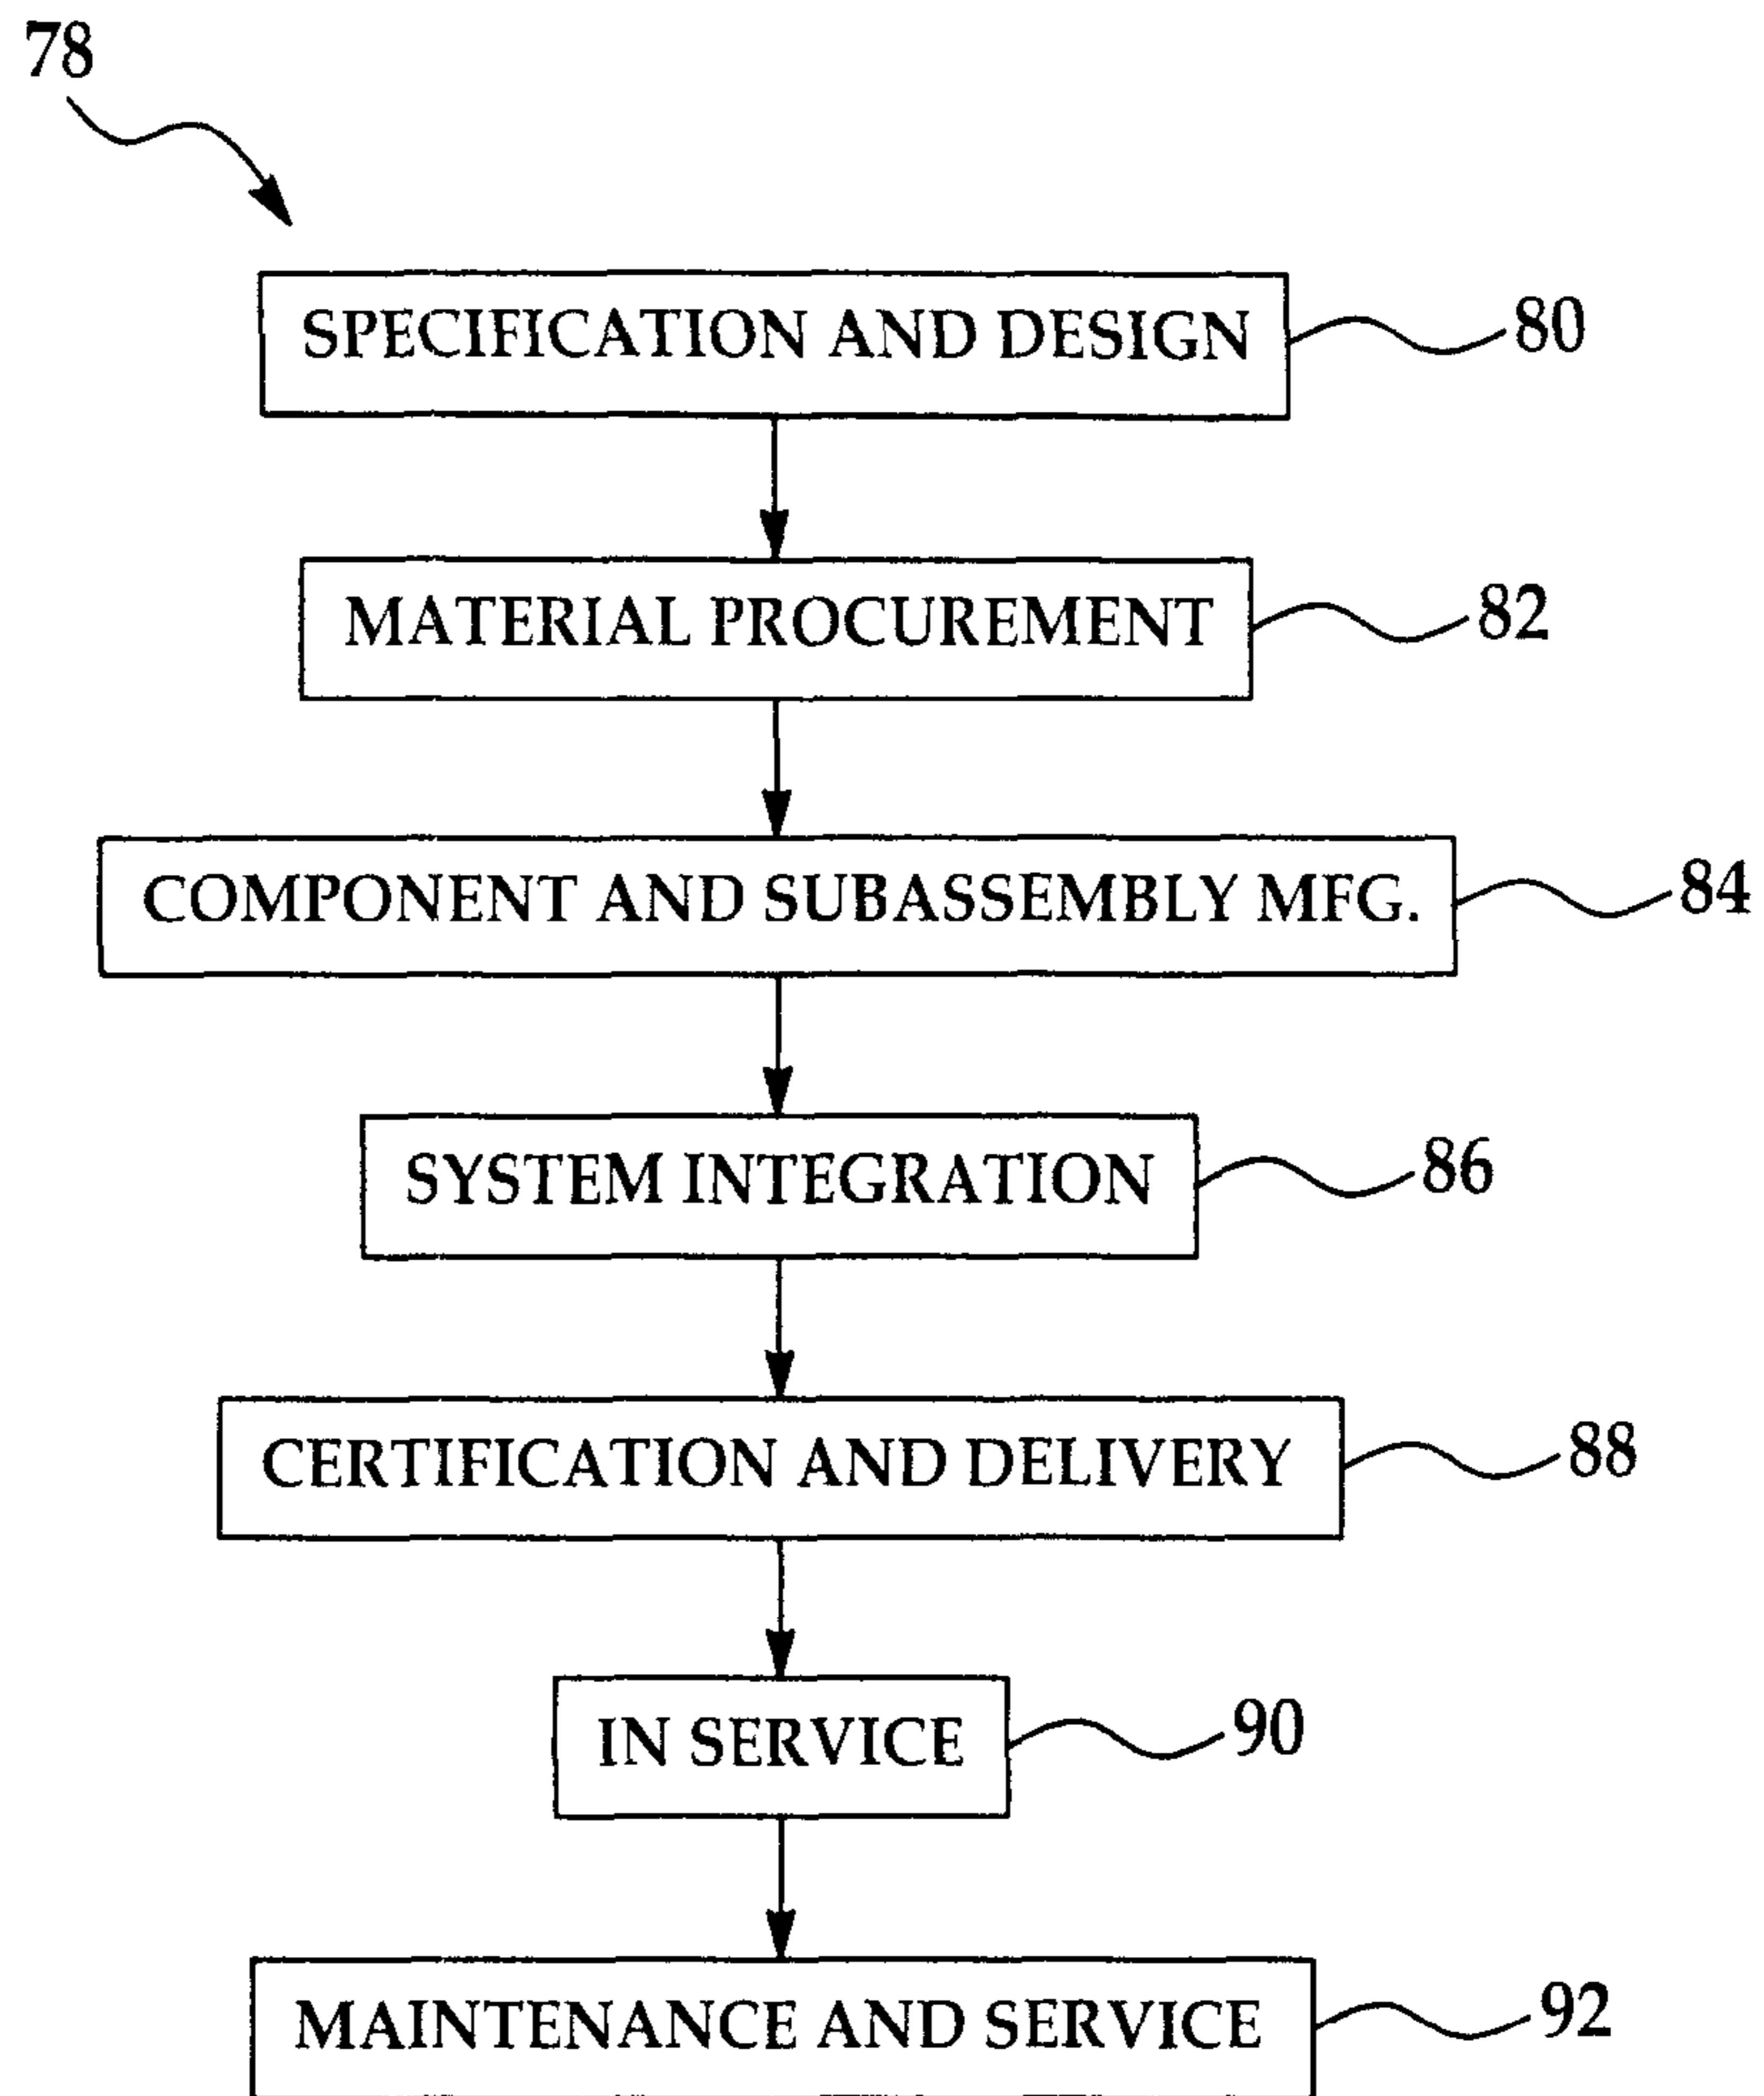 78
SPECIFICATION AND DESIGN 80
MATERIAL PROCUREMENT 82
COMPONENT AND SUBASSEMBLY MFG. 84
SYSTEM INTEGRATION 86
CERTIFICATION AND DELIVERY 88
IN SERVICE 90
MAINTENANCE AND SERVICE 92